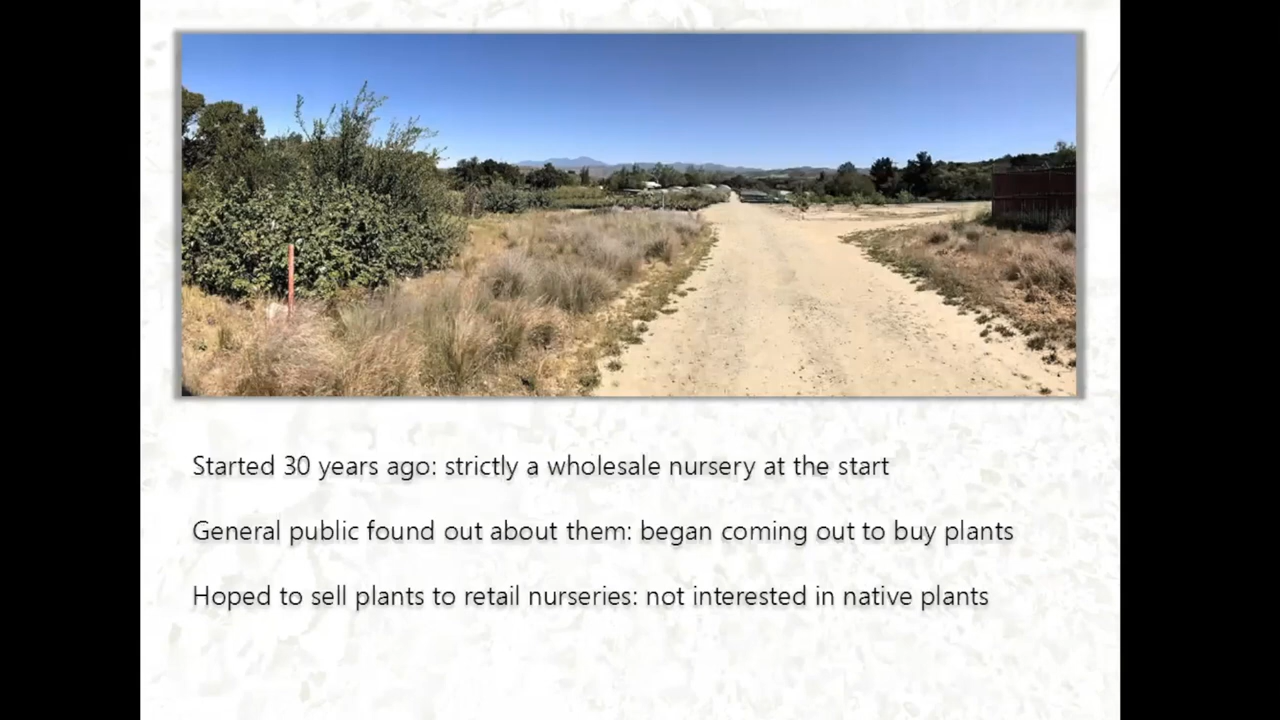 Started 30 years ago: strictly a wholesale nursery at the start
General public found out about them: began coming out to buy plants
Hoped to sell plants to retail nurseries: not interested in native plants